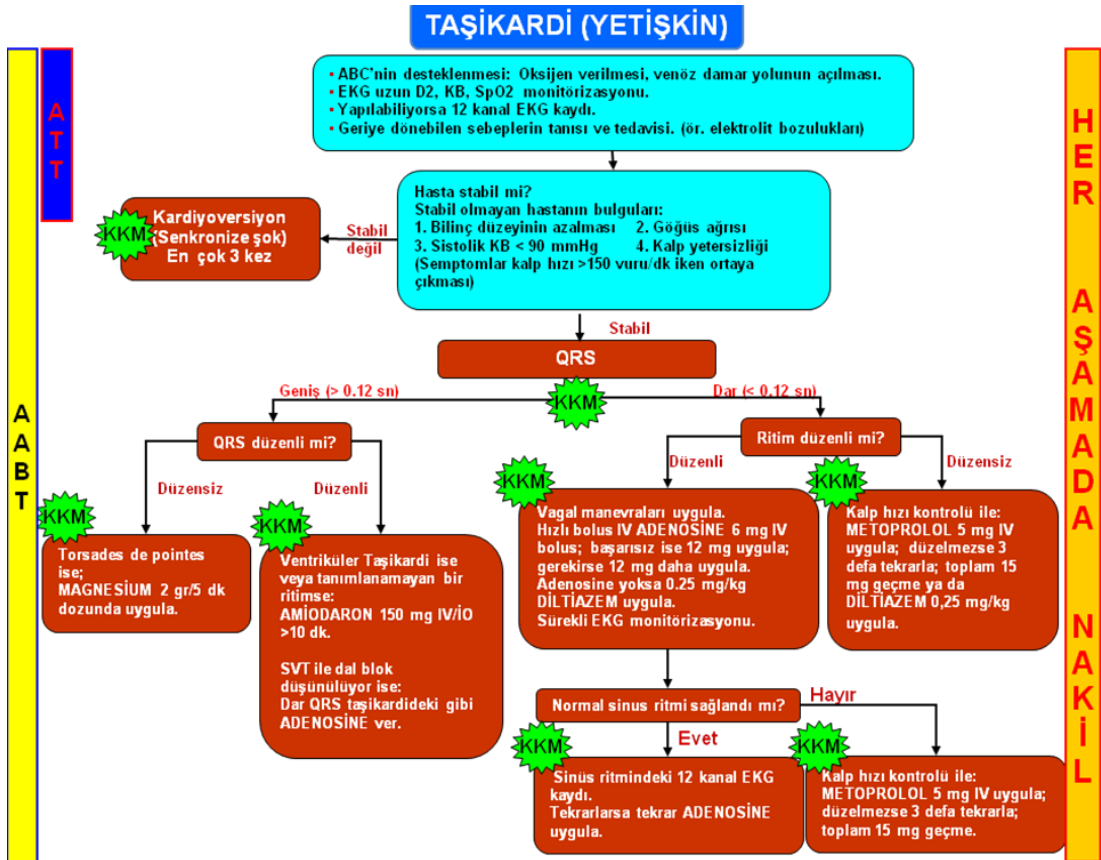 TAŞİKARDİ (YETİŞKİN)
ATT
AABT
HER AŞAMADA NAKİL
• ABC'nin desteklenmesi: Oksijen verilmesi, venöz damar yolunun açılması.
• EKG uzun D2, KB, SpO2 monitörizasyonu.
• Yapılabiliyorsa 12 kanal EKG kaydı.
• Geriye dönebilen sebeplerin tanısı ve tedavisi. (ör. elektrolit bozulukları)
Hasta stabil mi?
Stabil olmayan hastanın bulguları:
1. Bilinç düzeyinin azalması 2. Göğüs ağrısı
3. Sistolik KB < 90 mmHg 4. Kalp yetersizliği
(Semptomlar kalp hızı >150 vuru/dk iken ortaya
çıkması)
Stabil
değil
KKM
Kardiyoversiyon
(Senkronize şok)
En çok 3 kez
Stabil
QRS
KKM
Geniş (> 0.12 sn)
Dar (< 0.12 sn)
QRS düzenli mi?
Ritim düzenli mi?
Düzensiz
Düzenli
Düzenli
Düzensiz
KKM
Torsades de pointes
ise;
MAGNESIUM 2 gr/5 dk
dozunda uygula.
KKM
Ventriküler Taşikardi ise
veya tanımlanamayan bir
ritimse:
AMİODARON 150 mg IV/İO
>10 dk.
SVT ile dal blok
düşünülüyor ise:
Dar QRS taşikardideki gibi
ADENOSİNE ver.
KKM
Vagal manevraları uygula.
Hızlı bolus IV ADENOSİNE 6 mg IV
bolus; başarısız ise 12 mg uygula;
gerekirse 12 mg daha uygula.
Adenosine yoksa 0.25 mg/kg
DİLTİAZEM uygula.
Sürekli EKG monitörizasyonu.
KKM
Kalp hızı kontrolü ile:
METOPROLOL 5 mg IV
uygula; düzelmezse 3
defa tekrarla; toplam 15
mg geçme ya da
DİLTİAZEM 0,25 mg/kg
uygula.
Normal sinus ritmi sağlandı mı?
Hayır
Evet
KKM
Sinüs ritmindeki 12 kanal EKG
kaydı.
Tekrarlarsa tekrar ADENOSİNE
uygula.
KKM
Kalp hızı kontrolü ile:
METOPROLOL 5 mg IV uygula;
düzelmezse 3 defa tekrarla;
toplam 15 mg geçme.